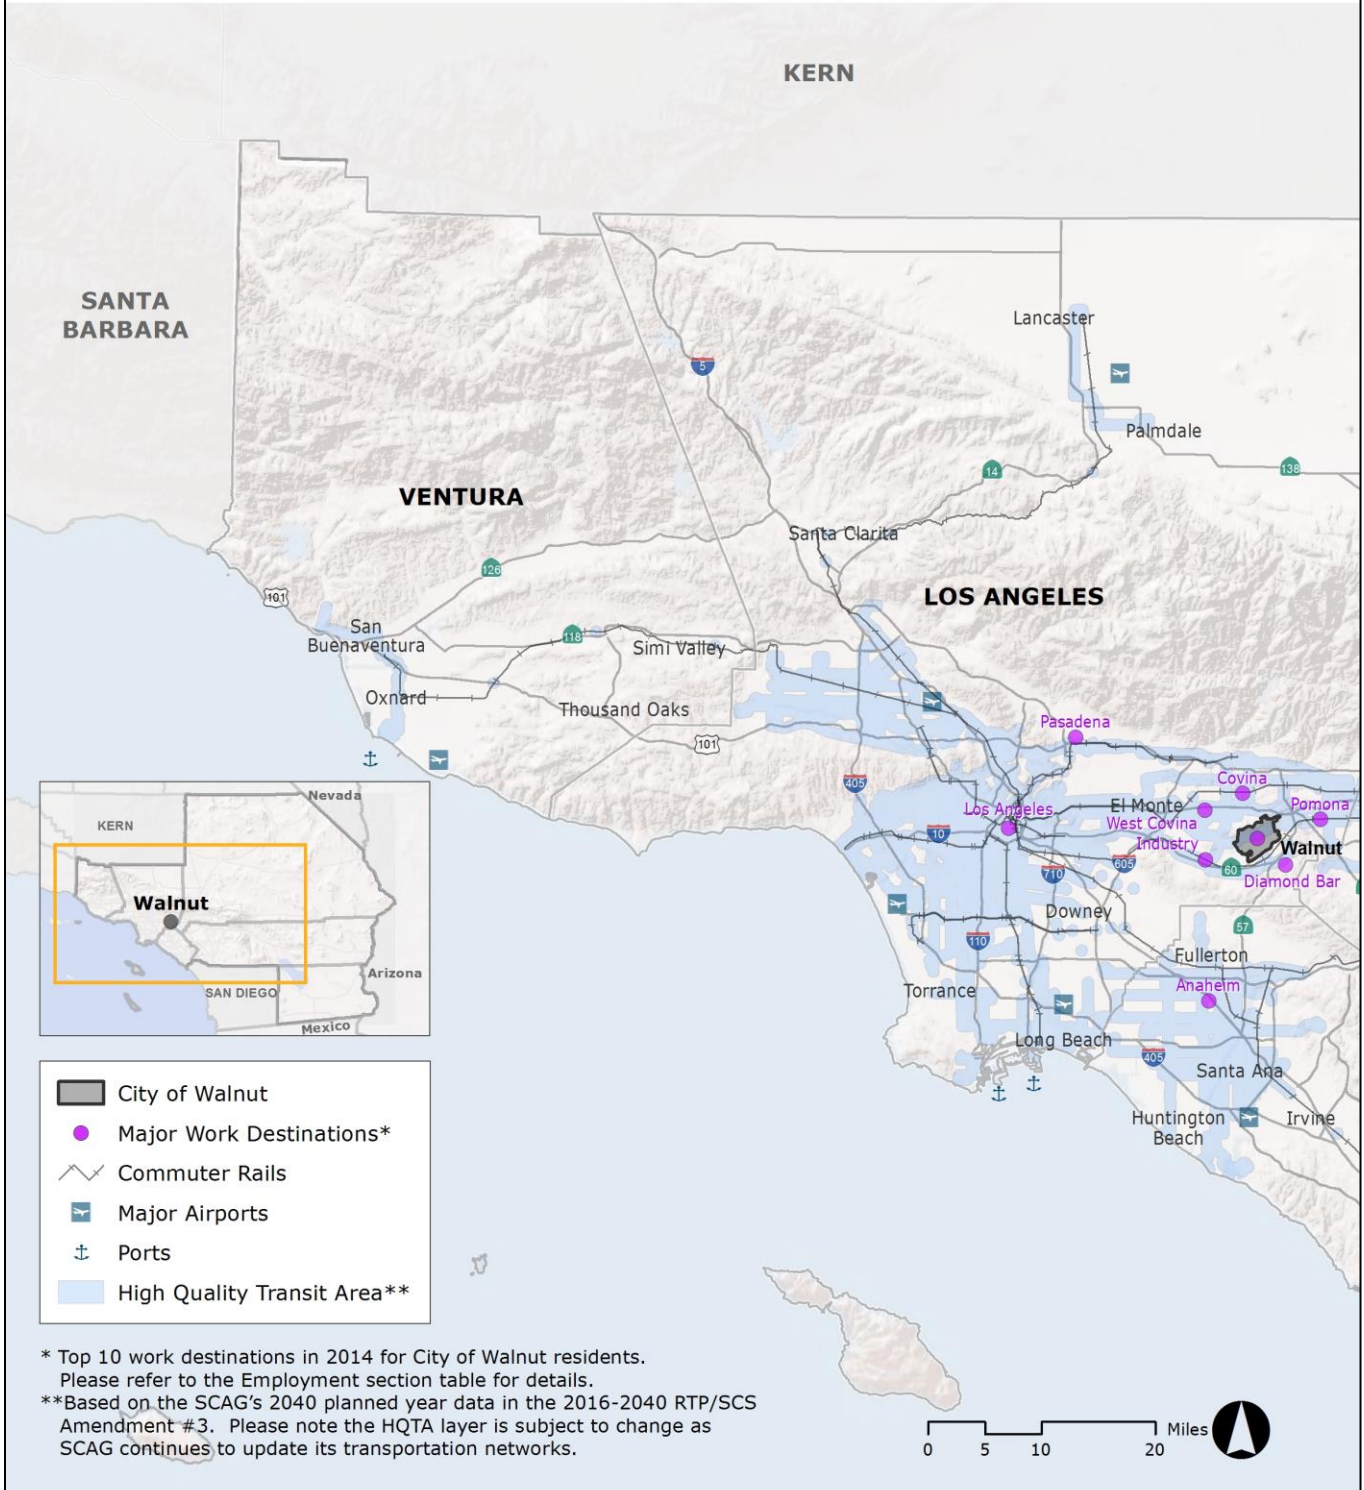 KERN
SANTA
BARBARA
Lancaster
5
Palmdale
14
138
VENTURA
Santa Clarita
126
LOS ANGELES
101
San
Buenaventura
118
Simi Valley
Oxnard
Thousand Oaks
101
Pasadena
405
Covina
Los Angeles
El Monte
Pomona
West Covina
10
Industry
Walnut
605
60
710
Diamond Bar
Downey
57
110
Fullerton
Torrance
Anaheim
Long Beach
405
Santa Ana
Huntington
Beach
Irvine
Nevada
KERN
Walnut
Arizona
SAN DIEGO
Mexico
City of Walnut
Major Work Destinations*
Commuter Rails
Major Airports
Ports
High Quality Transit Area**
* Top 10 work destinations in 2014 for City of Walnut residents.
Please refer to the Employment section table for details.
**Based on the SCAG's 2040 planned year data in the 2016-2040 RTP/SCS
Amendment #3. Please note the HQTA layer is subject to change as
SCAG continues to update its transportation networks.
Miles
0 5 10 20